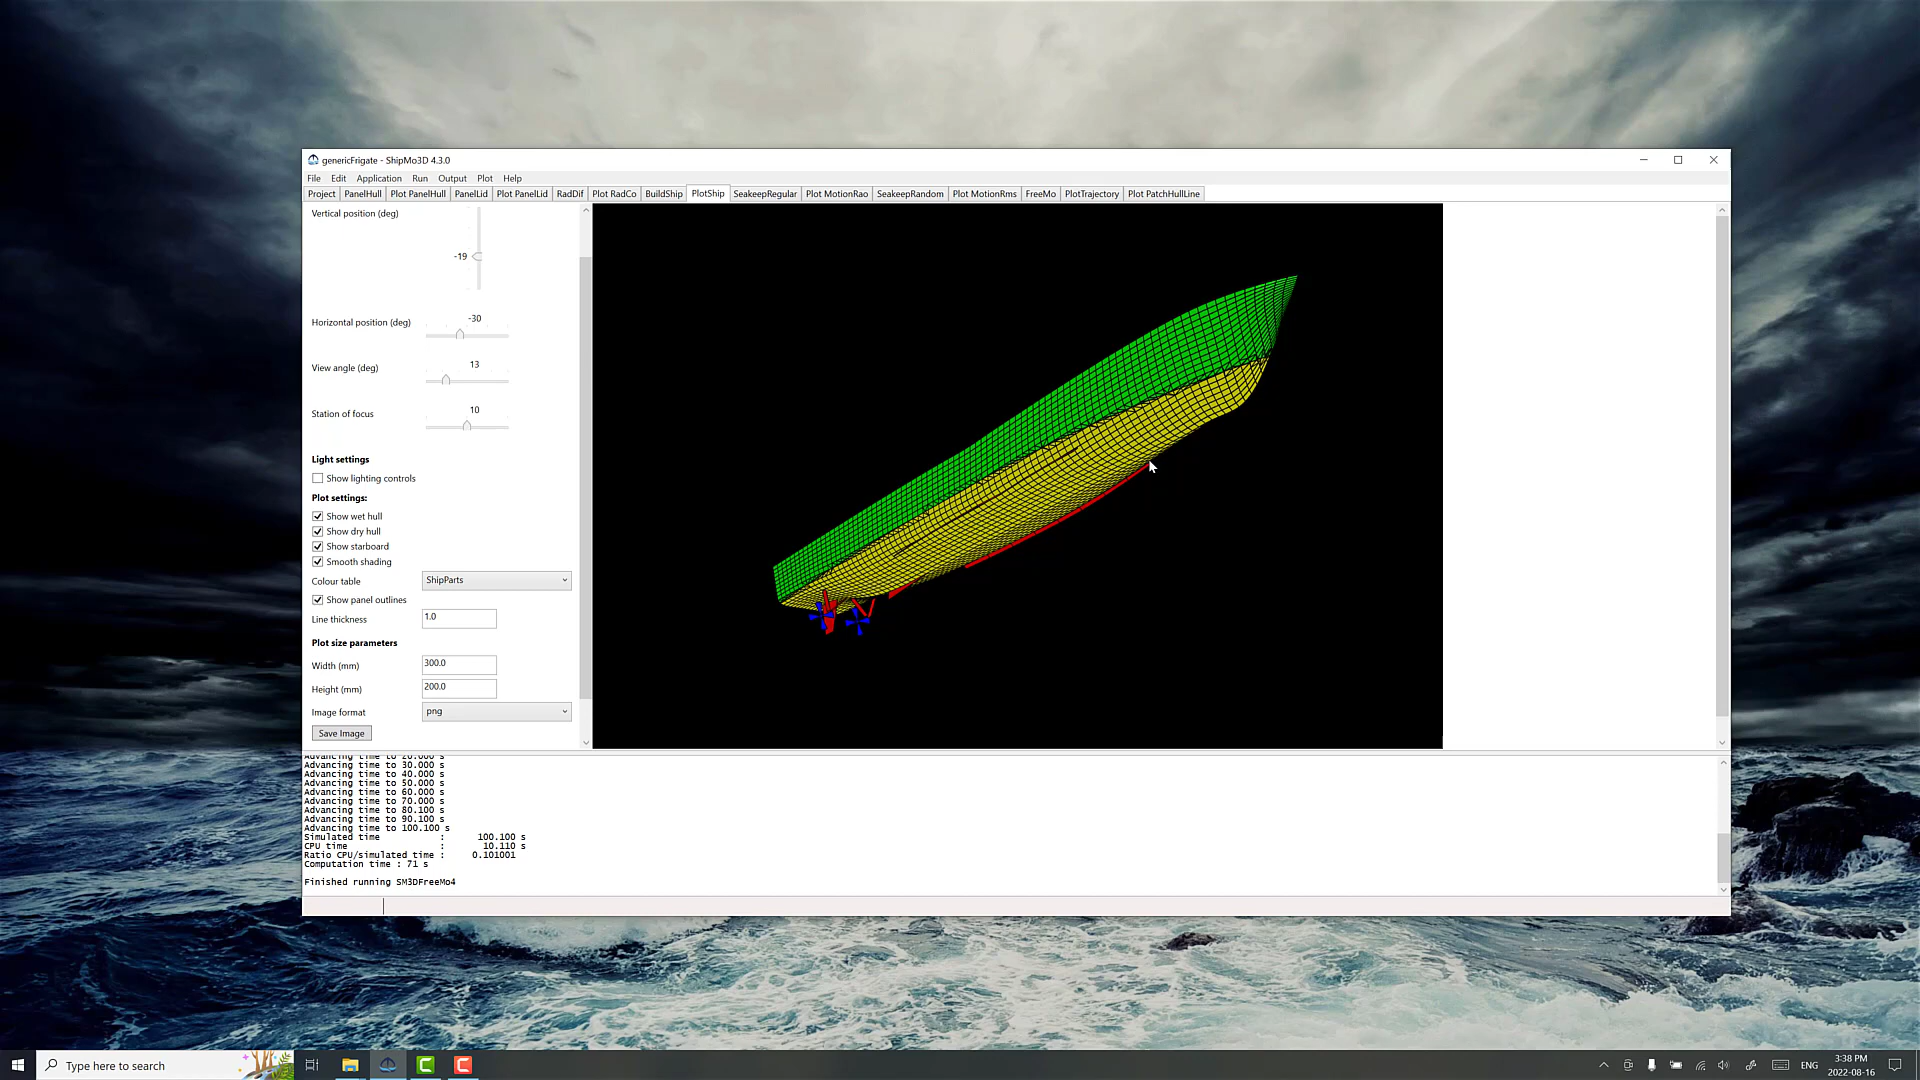 genericFrigate - ShipMo3D 4.3.0
File Edit Application Run Output Plot Help
Project PanelHull Plot PanelHull PanelLid Plot PanelLid RadDif Plot RadCo BuildShip PlotShip SeakeepRegular Plot MotionRao SeakeepRandom Plot MotionRms FreeMo PlotTrajectory Plot PatchHullLine
Vertical position (deg)
-19
Horizontal position (deg) -30
View angle (deg) 13
Station of focus 10
Light settings
Show lighting controls
Plot settings:
Show wet hull
Show dry hull
Show starboard
Smooth shading
Colour table ShipParts
Show panel outlines
Line thickness 1.0
Plot size parameters
Width (mm) 300.0
Height (mm) 200.0
Image format png
Save Image
Advancing time to 20.000 s
Advancing time to 30.000 s
Advancing time to 40.000 s
Advancing time to 50.000 s
Advancing time to 60.000 s
Advancing time to 70.000 s
Advancing time to 80.100 s
Advancing time to 90.100 s
Advancing time to 100.100 s
Simulated time : 100.100 s
CPU time : 10.110 s
Ratio CPU/simulated time : 0.101001
Computation time : 71 s
Finished running SM3DFreeMo4
Type here to search
ENG
3:38 PM
2022-08-16